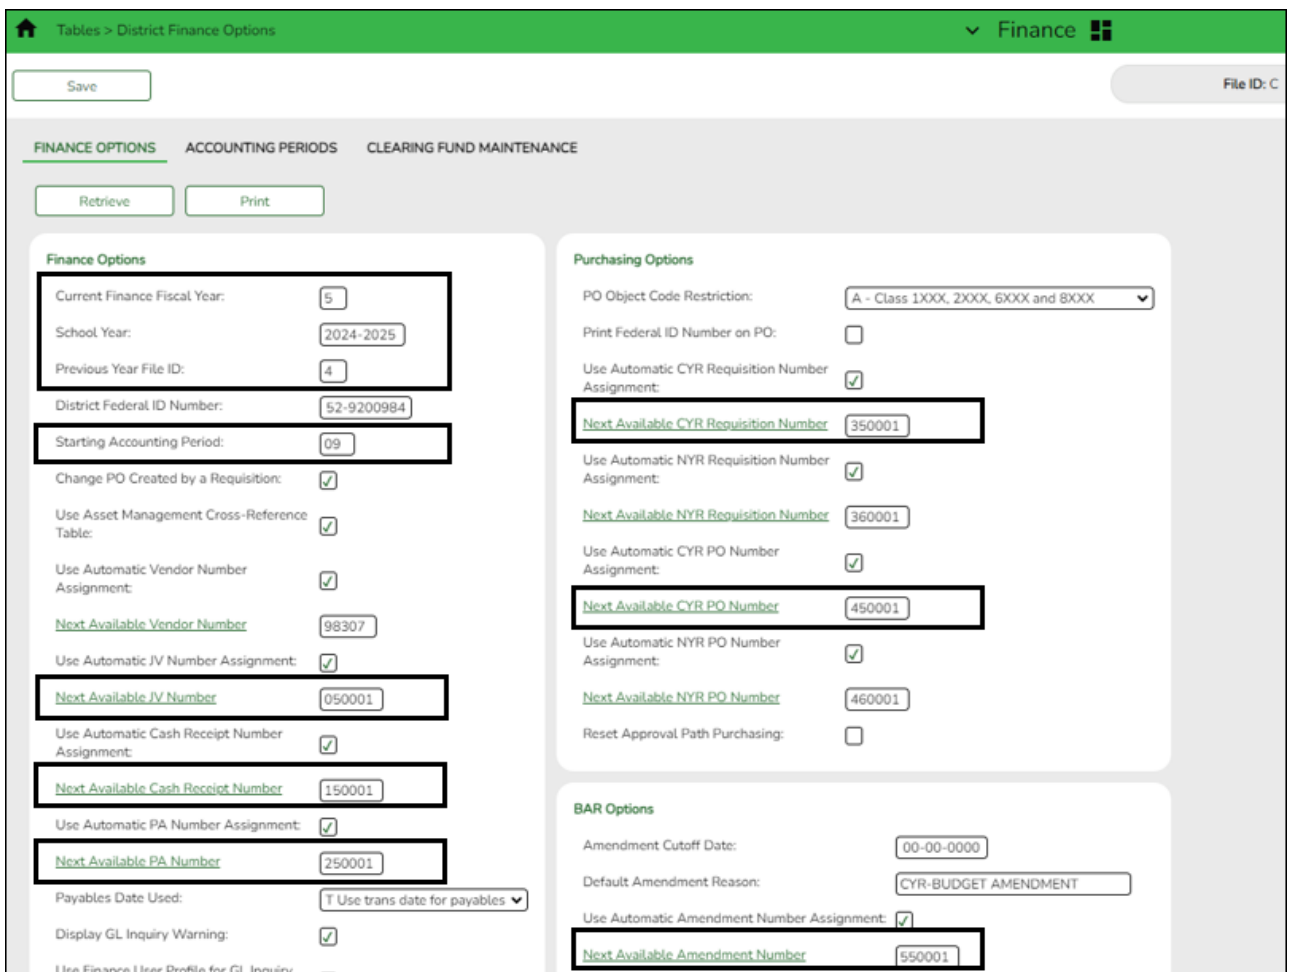 Tables > District Finance Options
Finance
Save
File ID: C
FINANCE OPTIONS
ACCOUNTING PERIODS
CLEARING FUND MAINTENANCE
Retrieve
Print
Finance Options
Current Finance Fiscal Year: 5
School Year: 2024-2025
Previous Year File ID: 4
District Federal ID Number: 52-9200984
Starting Accounting Period: 09
Change PO Created by a Requisition:
Use Asset Management Cross-Reference
Table:
Use Automatic Vendor Number
Assignment:
Next Available Vendor Number 98307
Use Automatic JV Number Assignment:
Next Available JV Number 050001
Use Automatic Cash Receipt Number
Assignment:
Next Available Cash Receipt Number 150001
Use Automatic PA Number Assignment:
Next Available PA Number 250001
Payables Date Used: T Use trans date for payables
Display GL Inquiry Warning:
Use Finance User Profile for GL Inquiry
Purchasing Options
PO Object Code Restriction: A - Class 1XXX, 2XXX, 6XXX and 8XXX
Print Federal ID Number on PO:
Use Automatic CYR Requisition Number
Assignment:
Next Available CYR Requisition Number 350001
Use Automatic NYR Requisition Number
Assignment:
Next Available NYR Requisition Number 360001
Use Automatic CYR PO Number
Assignment:
Next Available CYR PO Number 450001
Use Automatic NYR PO Number
Assignment:
Next Available NYR PO Number 460001
Reset Approval Path Purchasing:
BAR Options
Amendment Cutoff Date: 00-00-0000
Default Amendment Reason: CYR-BUDGET AMENDMENT
Use Automatic Amendment Number Assignment:
Next Available Amendment Number 550001